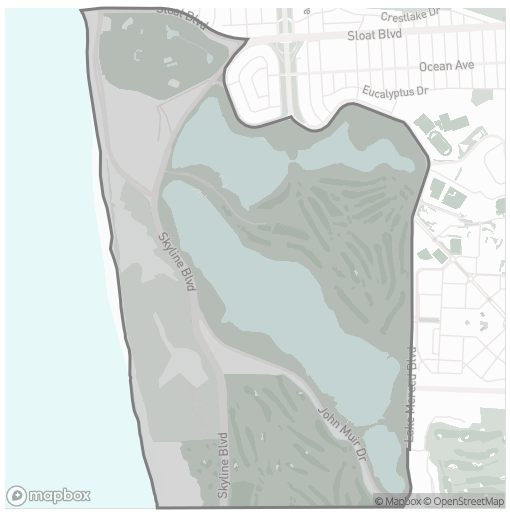 Crestlake Dr
Sloat Blvd
Sloat Blvd
Ocean Ave
Eucalyptus Dr
Skyline Blvd
Lake Merced Blvd
John Muir Dr
Skyline Blvd
mapbox
© Mapbox © OpenStreetMap